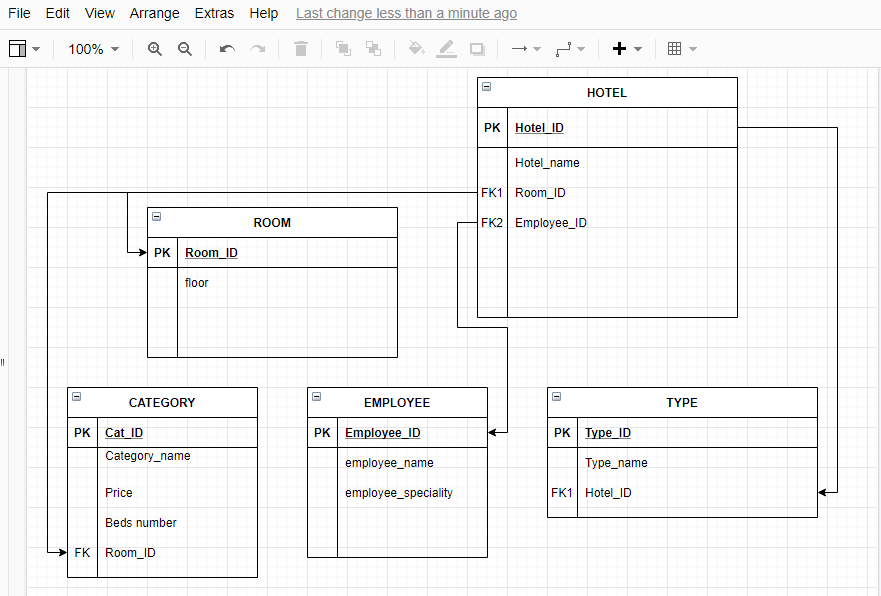 File Edit View Arrange Extras Help Last change less than a minute ago
100%
HOTEL
PK Hotel_ID
Hotel_name
FK1 Room_ID
FK2 Employee_ID
ROOM
PK Room_ID
floor
CATEGORY
PK Cat_ID
Category_name
Price
Beds number
FK Room_ID
EMPLOYEE
PK Employee_ID
employee_name
employee_speciality
TYPE
PK Type_ID
Type_name
FK1 Hotel_ID